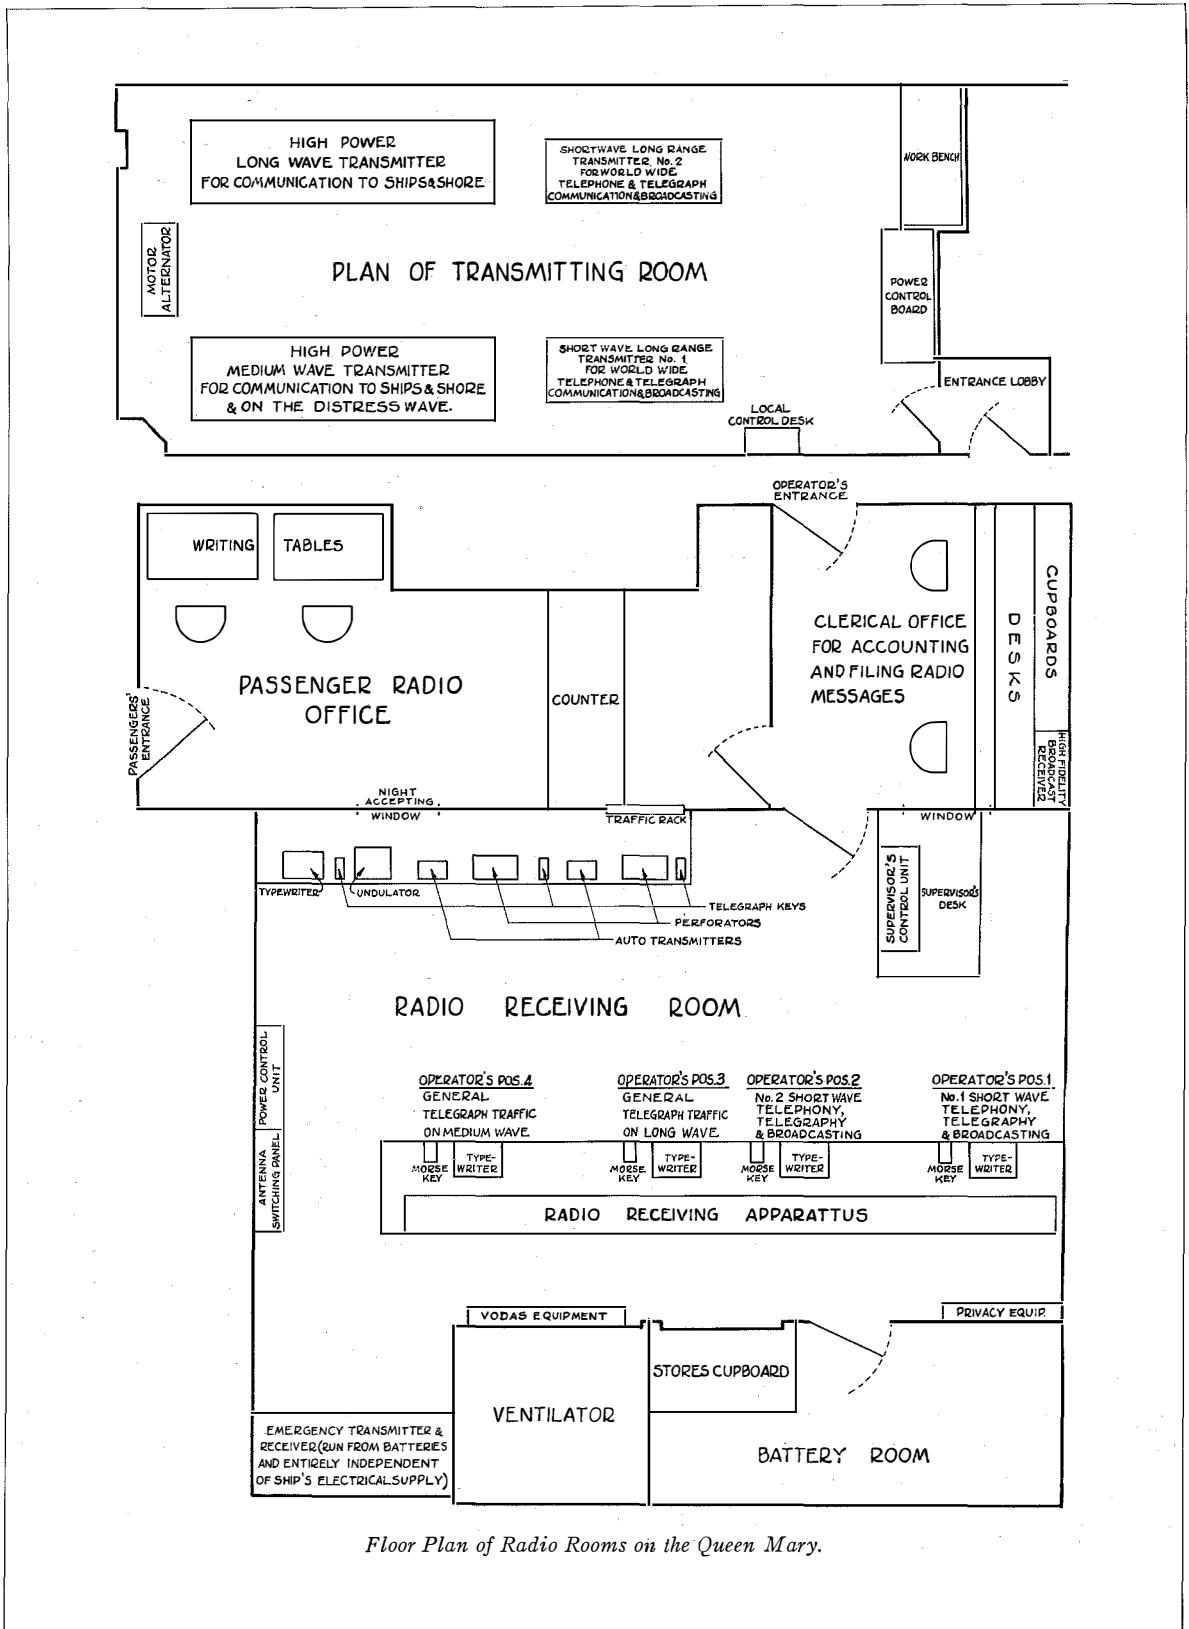 HIGH POWER
LONG WAVE TRANSMITTER
FOR COMMUNICATION TO SHIPS & SHORE
SHORTWAVE LONG RANGE
TRANSMITTER, No. 2
FOR WORLD WIDE
TELEPHONE & TELEGRAPH
COMMUNICATION & BROADCASTING
WORK BENCH
MOTOR
ALTERNATOR
PLAN OF TRANSMITTING ROOM
POWER
CONTROL
BOARD
HIGH POWER
MEDIUM WAVE TRANSMITTER
FOR COMMUNICATION TO SHIPS & SHORE
& ON THE DISTRESS WAVE.
SHORT WAVE LONG RANGE
TRANSMITTER No. 1
FOR WORLD WIDE
TELEPHONE & TELEGRAPH
COMMUNICATION & BROADCASTING
ENTRANCE LOBBY
LOCAL
CONTROL DESK
OPERATOR'S
ENTRANCE
WRITING TABLES
CLERICAL OFFICE
FOR ACCOUNTING
AND FILING RADIO
MESSAGES
DESKS
CUPBOARDS
PASSENGER RADIO
OFFICE
COUNTER
PASSENGERS'
ENTRANCE
HIGH FIDELITY
BROADCAST
RECEIVER
NIGHT
ACCEPTING
WINDOW
TRAFFIC RACK
WINDOW
TYPEWRITER
UNDULATOR
TELEGRAPH KEYS
PERFORATORS
AUTO TRANSMITTERS
SUPERVISOR'S
CONTROL UNIT
SUPERVISOR'S
DESK
RADIO RECEIVING ROOM
POWER CONTROL
UNIT
ANTENNA
SWITCHING PANEL
OPERATOR'S POS. 4
GENERAL
TELEGRAPH TRAFFIC
ON MEDIUM WAVE
OPERATOR'S POS. 3
GENERAL
TELEGRAPH TRAFFIC
ON LONG WAVE
OPERATOR'S POS. 2
No. 2 SHORT WAVE
TELEPHONY,
TELEGRAPHY
& BROADCASTING
OPERATOR'S POS. 1
No. 1 SHORT WAVE
TELEPHONY,
TELEGRAPHY
& BROADCASTING
MORSE
KEY
TYPE-
WRITER
MORSE
KEY
TYPE-
WRITER
MORSE
KEY
TYPE-
WRITER
MORSE
KEY
TYPE-
WRITER
RADIO RECEIVING APPARATTUS
VODAS EQUIPMENT
PRIVACY EQUIP.
STORES CUPBOARD
VENTILATOR
BATTERY ROOM
EMERGENCY TRANSMITTER &
RECEIVER (RUN FROM BATTERIES
AND ENTIRELY INDEPENDENT
OF SHIP'S ELECTRICAL SUPPLY)
Floor Plan of Radio Rooms on the Queen Mary.